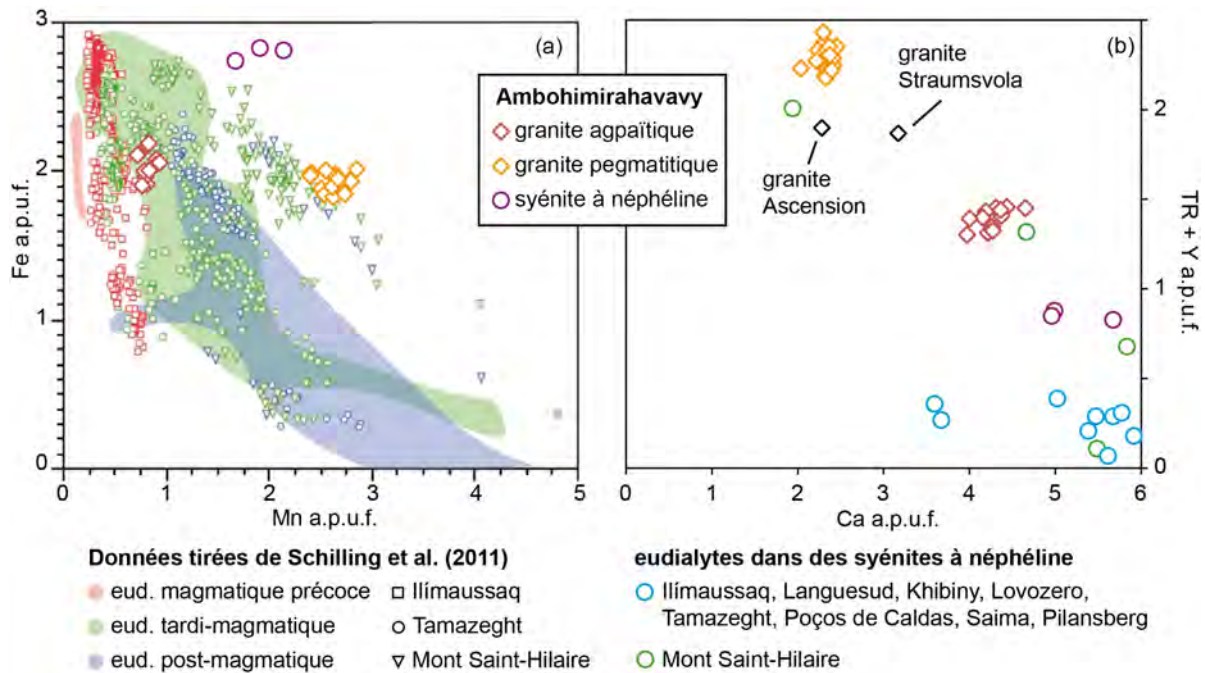 3
2
1
0
Fe a.p.u.f.
0
1
2
3
4
5
Mn a.p.u.f.
(a)
Ambohimirahavavy
granite agpaïtique
granite pegmatitique
syénite à néphéline
(b)
granite
Straumsvola
granite
Ascension
2
1
0
TR + Y a.p.u.f.
0
1
2
3
4
5
6
Ca a.p.u.f.
Données tirées de Schilling et al. (2011)
eud. magmatique précoce
eud. tardi-magmatique
eud. post-magmatique
Ilímaussaq
Tamazeght
Mont Saint-Hilaire
eudialytes dans des syénites à néphéline
Ilímaussaq, Languesud, Khibiny, Lovozero,
Tamazeght, Poços de Caldas, Saima, Pilansberg
Mont Saint-Hilaire